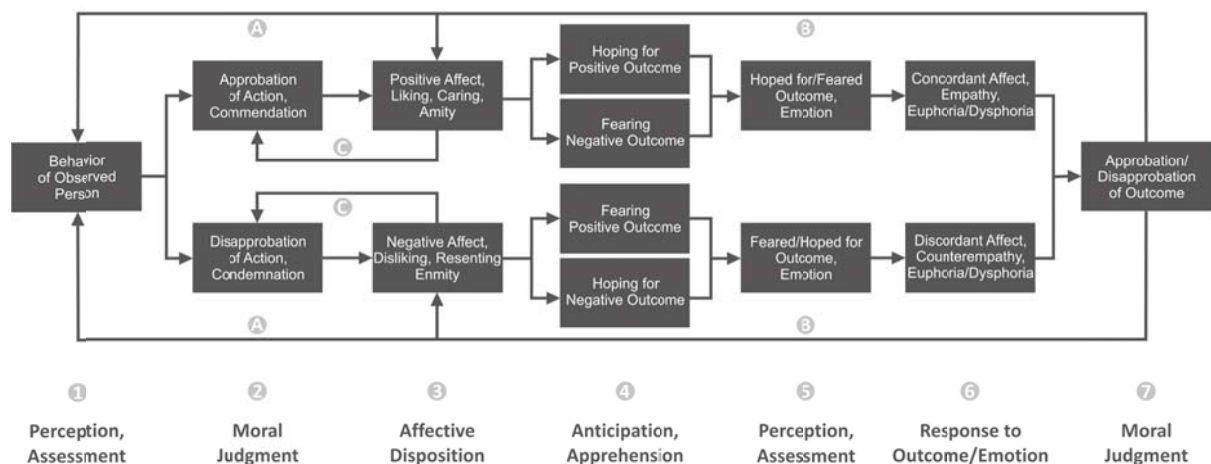 A
B
Approbation
of Action,
Commendation
Positive Affect,
Liking, Caring,
Amity
Hoping for
Positive Outcome
Fearing
Negative Outcome
Hoped for/Feared
Outcome,
Emotion
Concordant Affect,
Empathy,
Euphoria/Dysphoria
C
Behavior
of Observed
Person
Approbation/
Disapprobation
of Outcome
C
Disapprobation
of Action,
Condemnation
Negative Affect,
Disliking, Resenting
Enmity
Fearing
Positive Outcome
Hoping for
Negative Outcome
Feared/Hoped for
Outcome,
Emotion
Discordant Affect,
Counterempathy,
Euphoria/Dysphoria
A
B
1
2
3
4
5
6
7
Perception,
Assessment
Moral
Judgment
Affective
Disposition
Anticipation,
Apprehension
Perception,
Assessment
Response to
Outcome/Emotion
Moral
Judgment